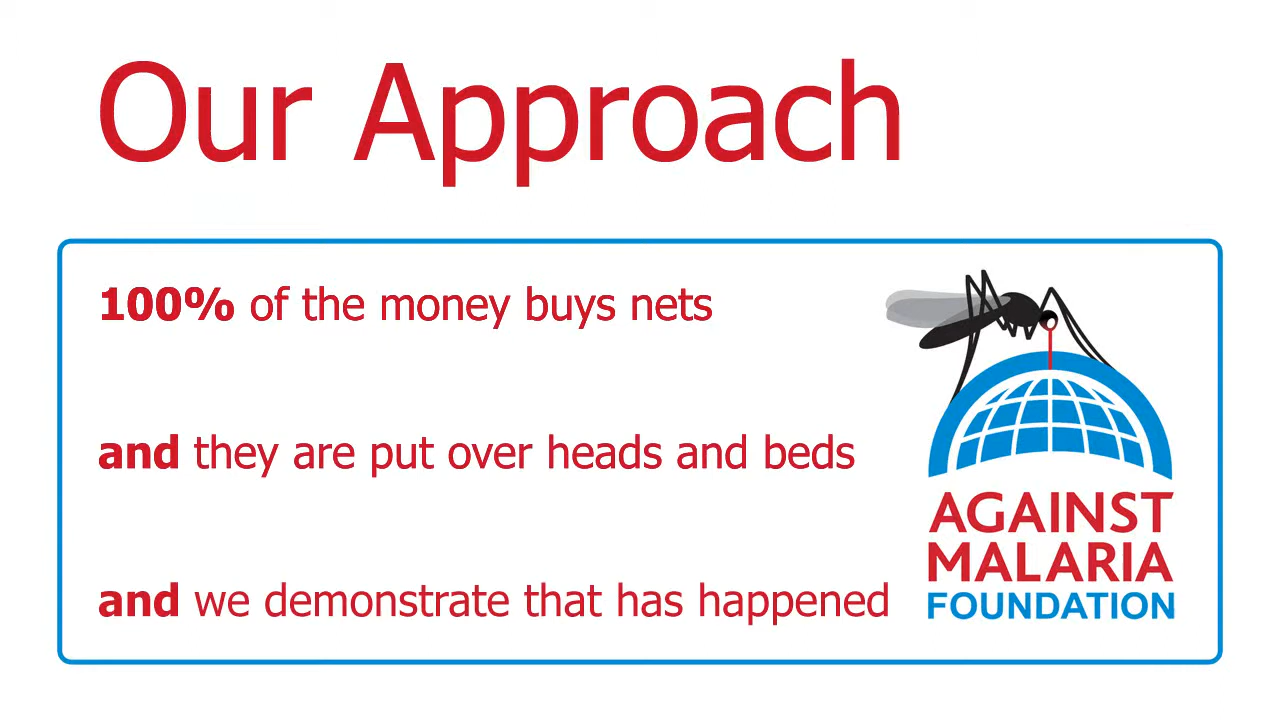 Our Approach
100% of the money buys nets
and they are put over heads and beds
and we demonstrate that has happened
AGAINST
MALARIA
FOUNDATION